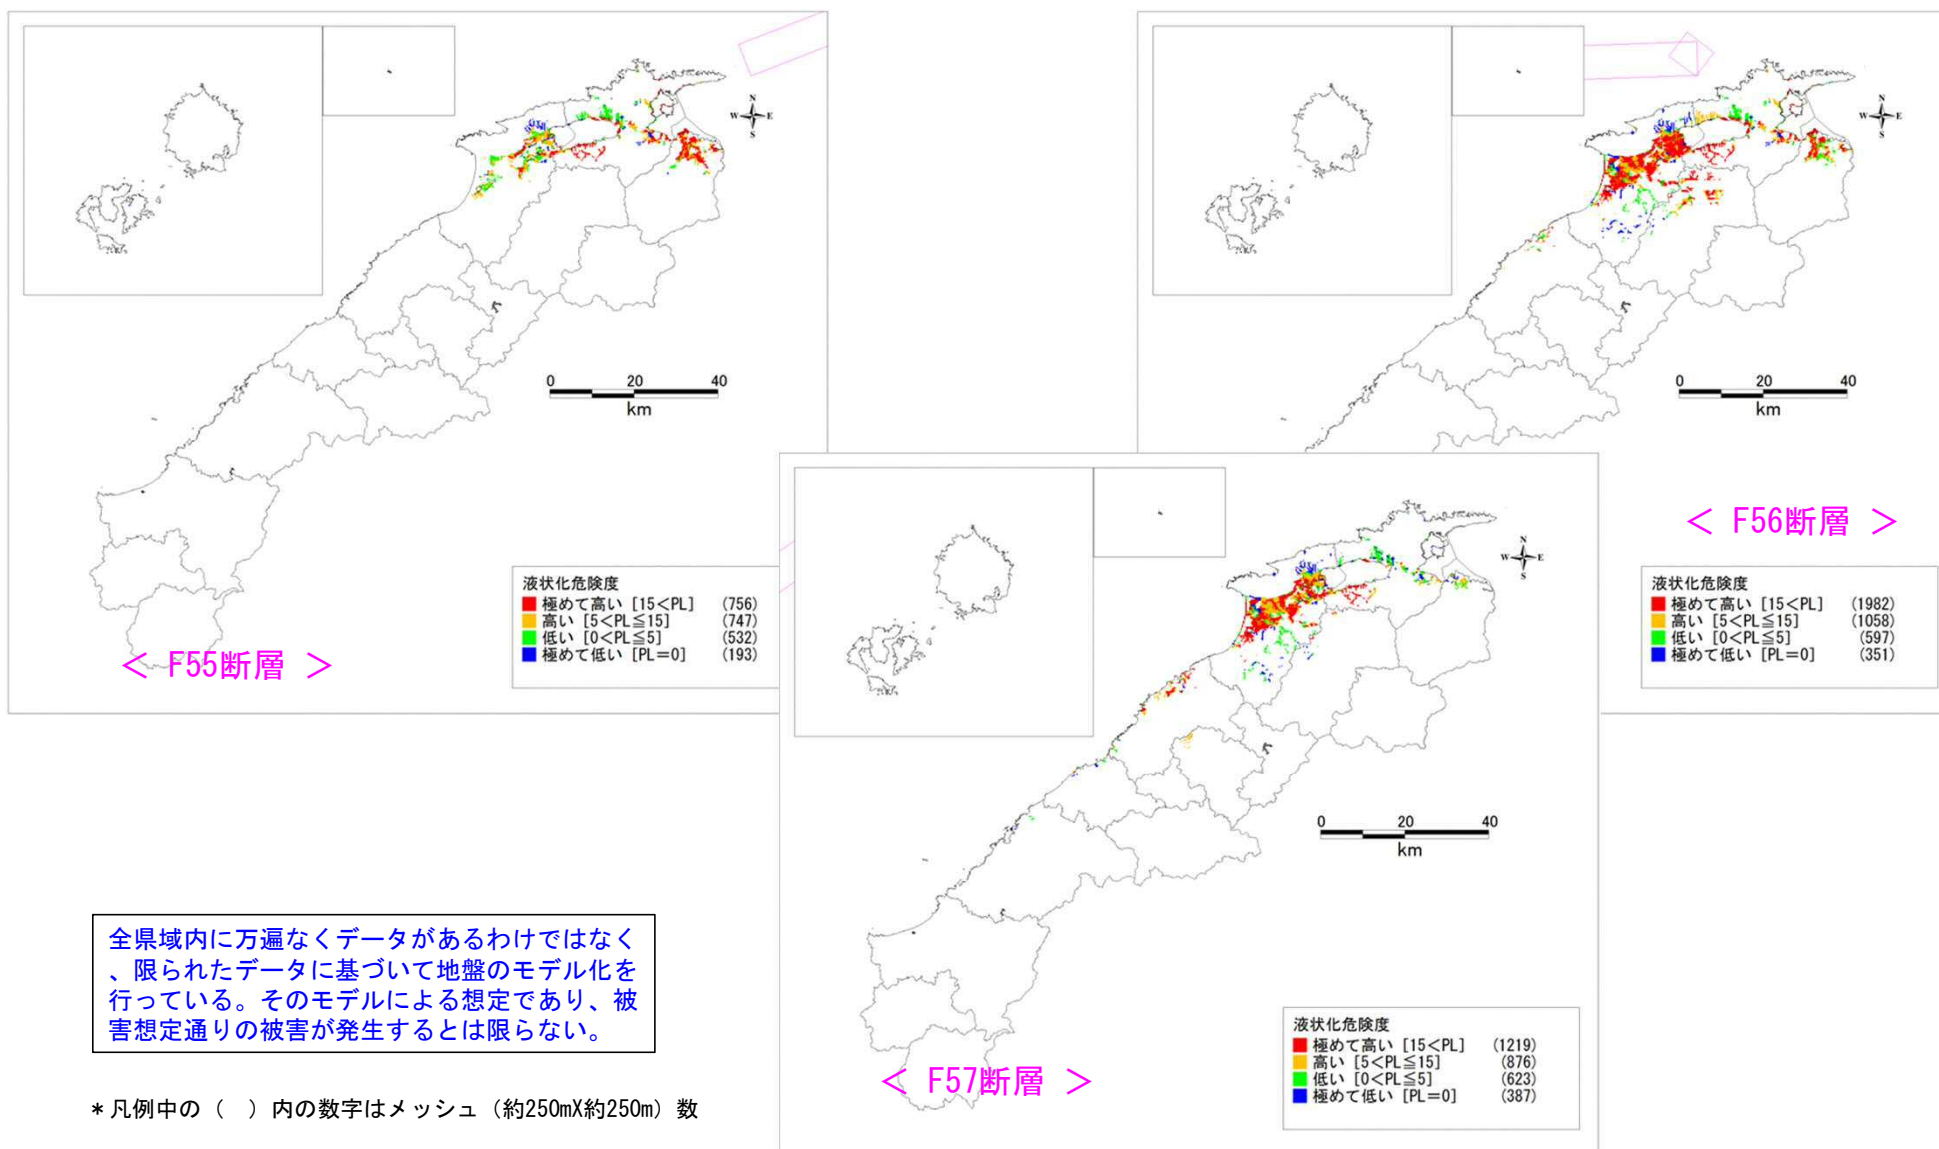 N
W E
S
0 20 40
km
液状化危険度
極めて高い [15<PL] (756)
高い [5<PL≦15] (747)
低い [0<PL≦5] (532)
極めて低い [PL=0] (193)
＜ F55断層 ＞
N
W E
S
0 20 40
km
＜ F56断層 ＞
液状化危険度
極めて高い [15<PL] (1982)
高い [5<PL≦15] (1058)
低い [0<PL≦5] (597)
極めて低い [PL=0] (351)
N
W E
S
0 20 40
km
液状化危険度
極めて高い [15<PL] (1219)
高い [5<PL≦15] (876)
低い [0<PL≦5] (623)
極めて低い [PL=0] (387)
＜ F57断層 ＞
全県域内に万遍なくデータがあるわけではなく
、限られたデータに基づいて地盤のモデル化を
行っている。そのモデルによる想定であり、被
害想定通りの被害が発生するとは限らない。
＊凡例中の（　）内の数字はメッシュ（約250mX約250m）数